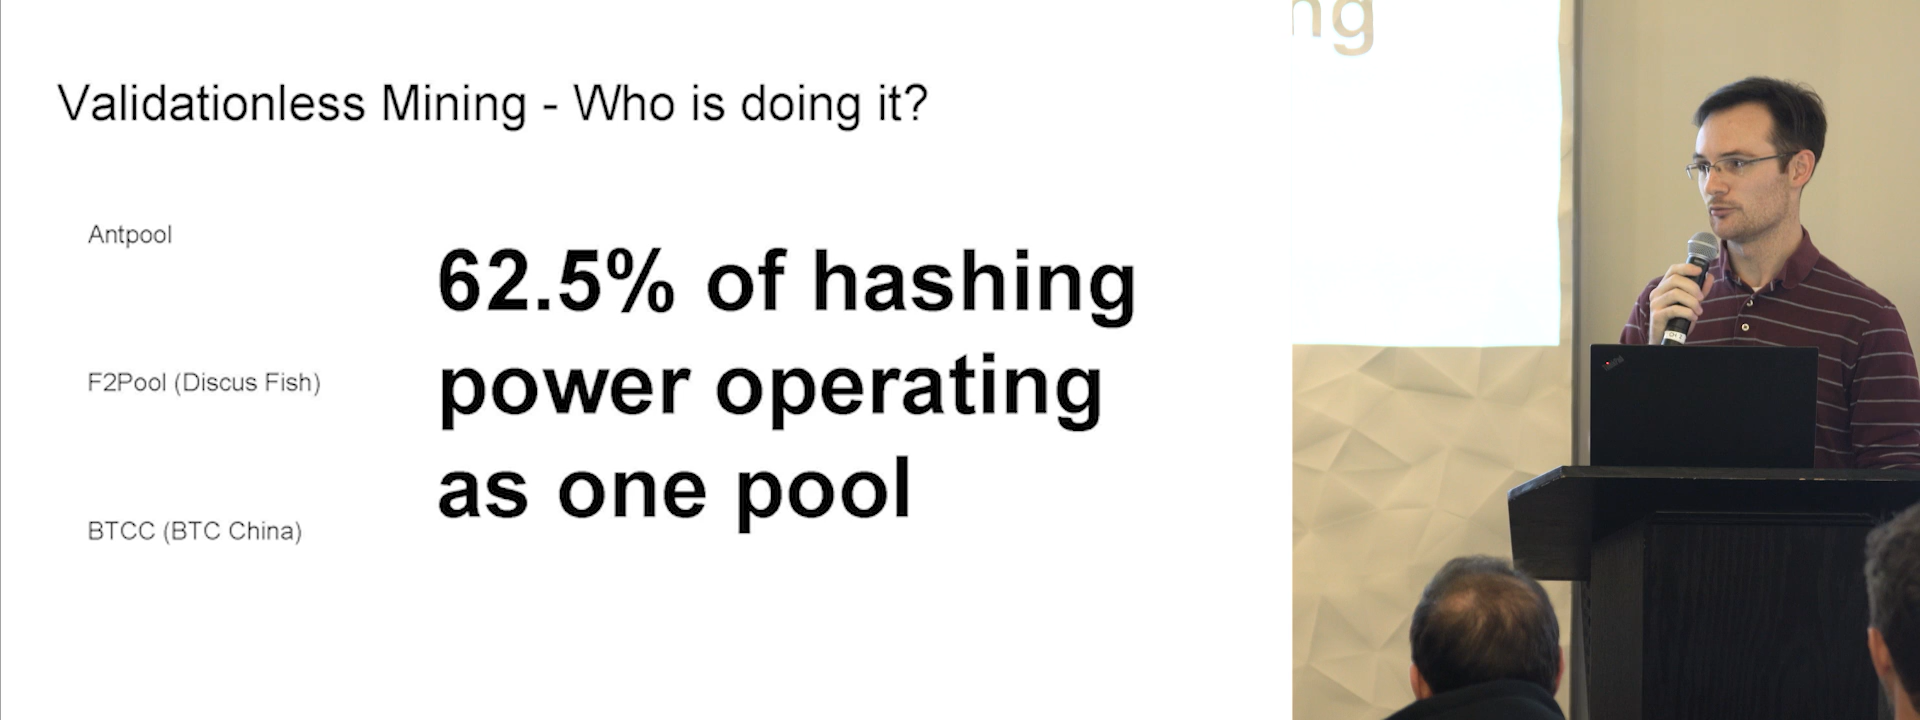 Validationless Mining - Who is doing it?
Antpool
F2Pool (Discus Fish)
BTCC (BTC China)
62.5% of hashing
power operating
as one pool
ng